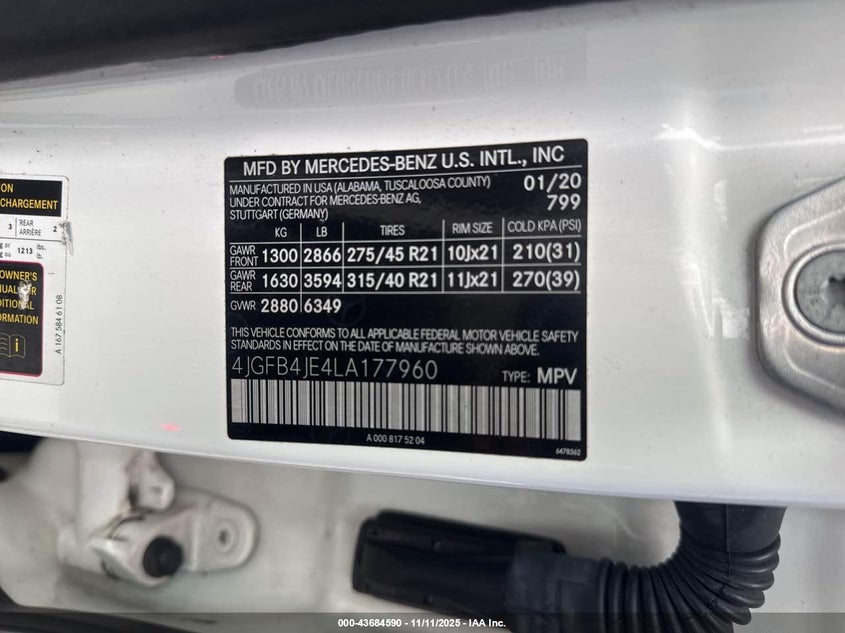 MFD BY MERCEDES-BENZ U.S. INTL., INC
MANUFACTURED IN USA (ALABAMA, TUSCALOOSA COUNTY) 01/20
UNDER CONTRACT FOR MERCEDES-BENZ AG, 799
STUTTGART (GERMANY)
KG LB TIRES RIM SIZE COLD KPA (PSI)
GAWR FRONT 1300 2866 275/45 R21 10Jx21 210(31)
GAWR REAR 1630 3594 315/40 R21 11Jx21 270(39)
GVWR 2880 6349
THIS VEHICLE CONFORMS TO ALL APPLICABLE FEDERAL MOTOR VEHICLE SAFETY
STANDARDS IN EFFECT ON THE DATE OF MANUFACTURE SHOWN ABOVE.
4JGFB4JE4LA177960 TYPE: MPV
A 000 817 52 04
6478362
CHARGEMENT
3 REAR ARRIÈRE 2
1213 lbs. lb.
OWNER'S
INFORMATION
A 167 584 61 08
000-43684590 - 11/11/2025 - IAA Inc.